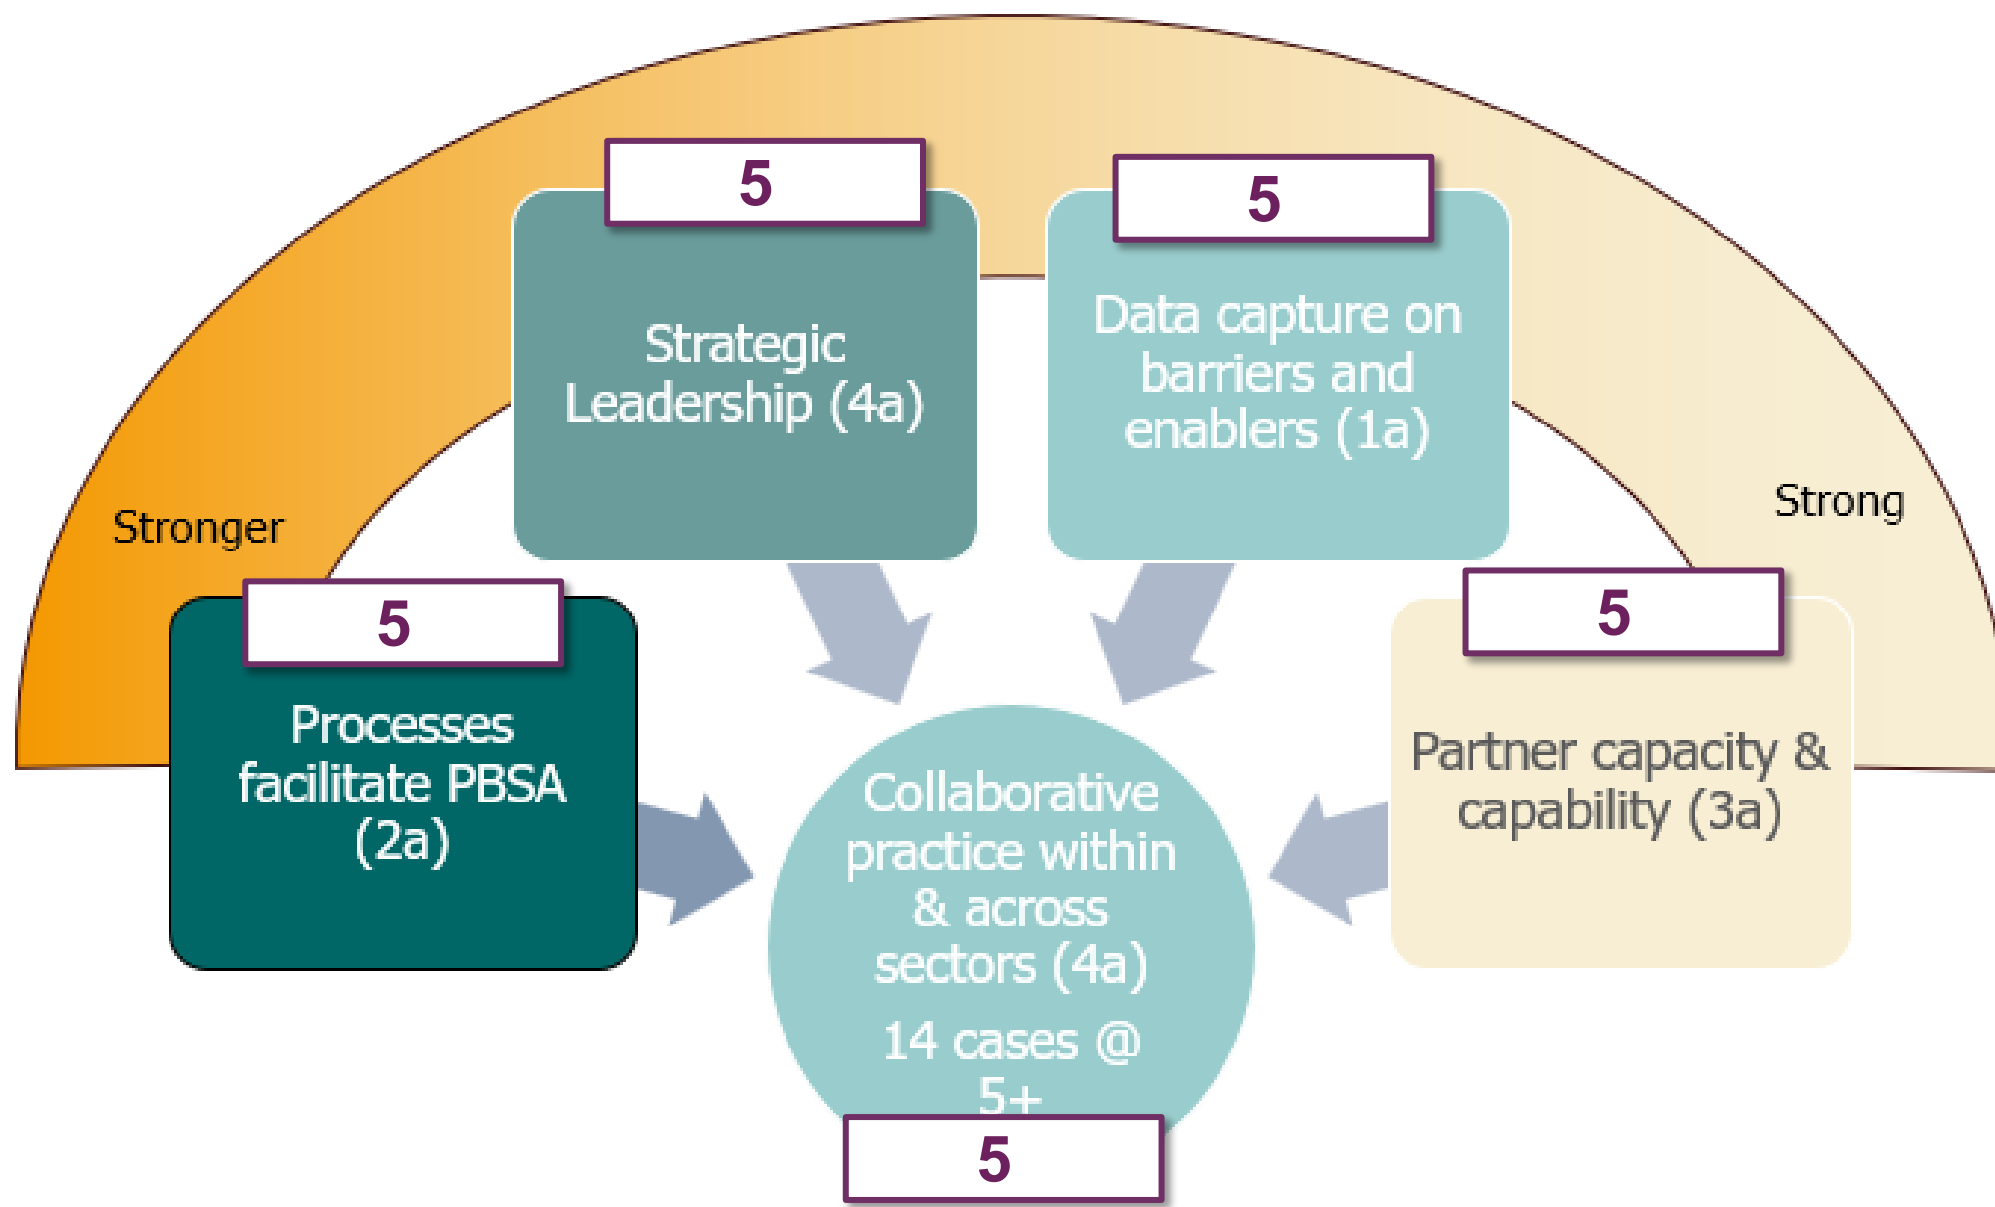 5
Strategic
Leadership (4a)
5
Data capture on
barriers and
enablers (1a)
Stronger
Strong
5
Processes
facilitate PBSA
(2a)
5
Partner capacity &
capability (3a)
Collaborative
practice within
& across
sectors (4a)
14 cases @
5+
5